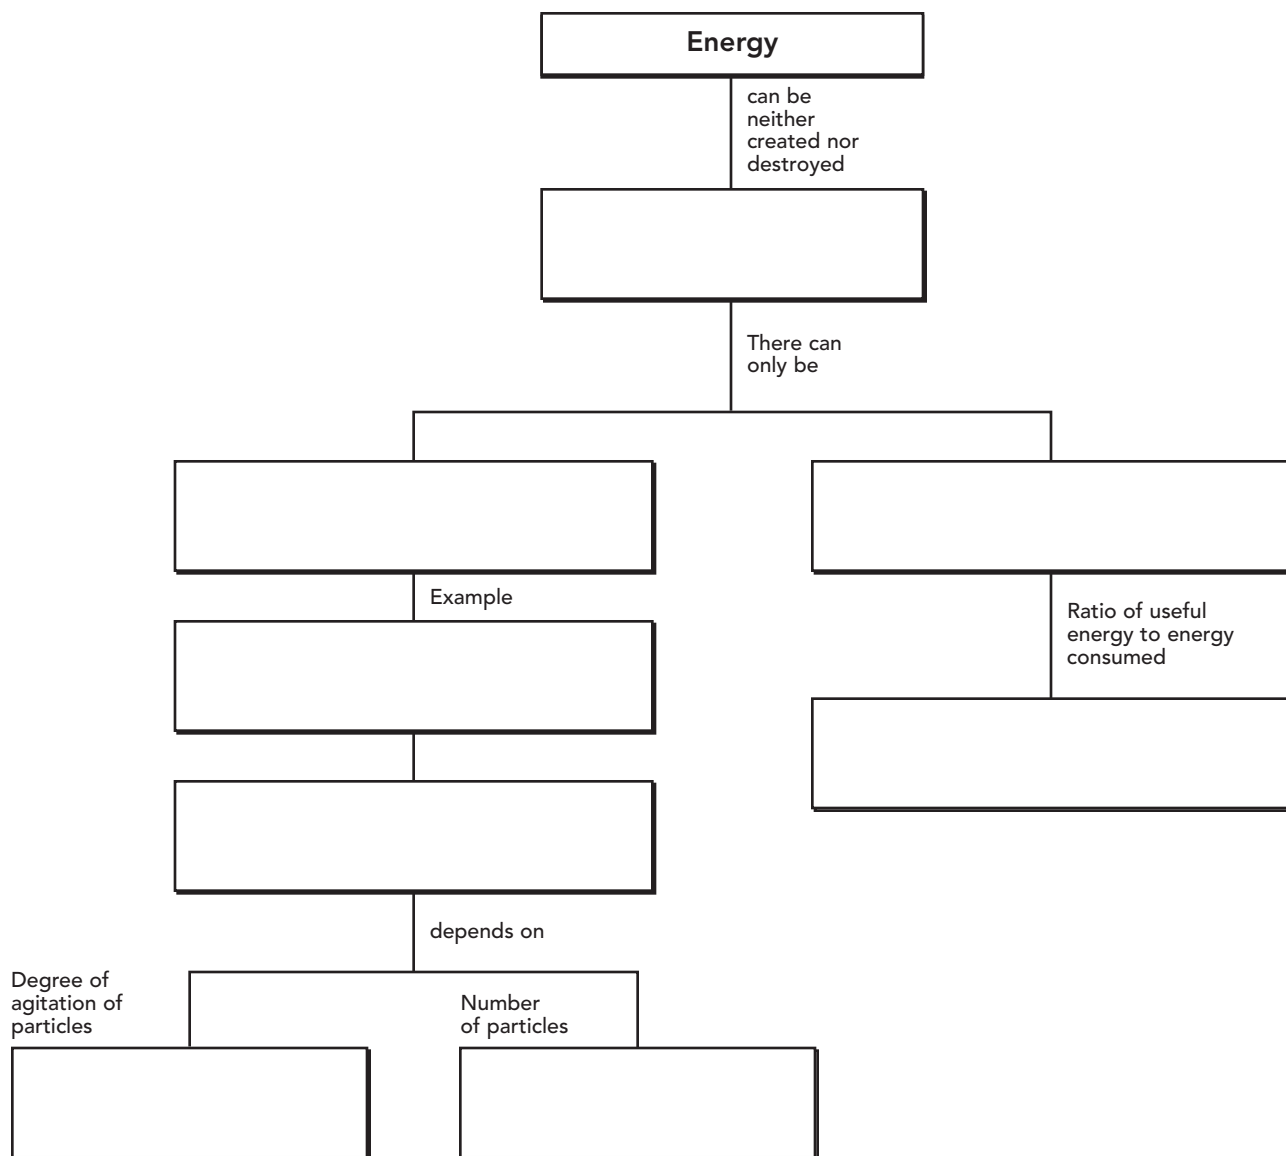 Energy
can be
neither
created nor
destroyed
There can
only be
Example
Ratio of useful
energy to energy
consumed
depends on
Degree of
agitation of
particles
Number
of particles